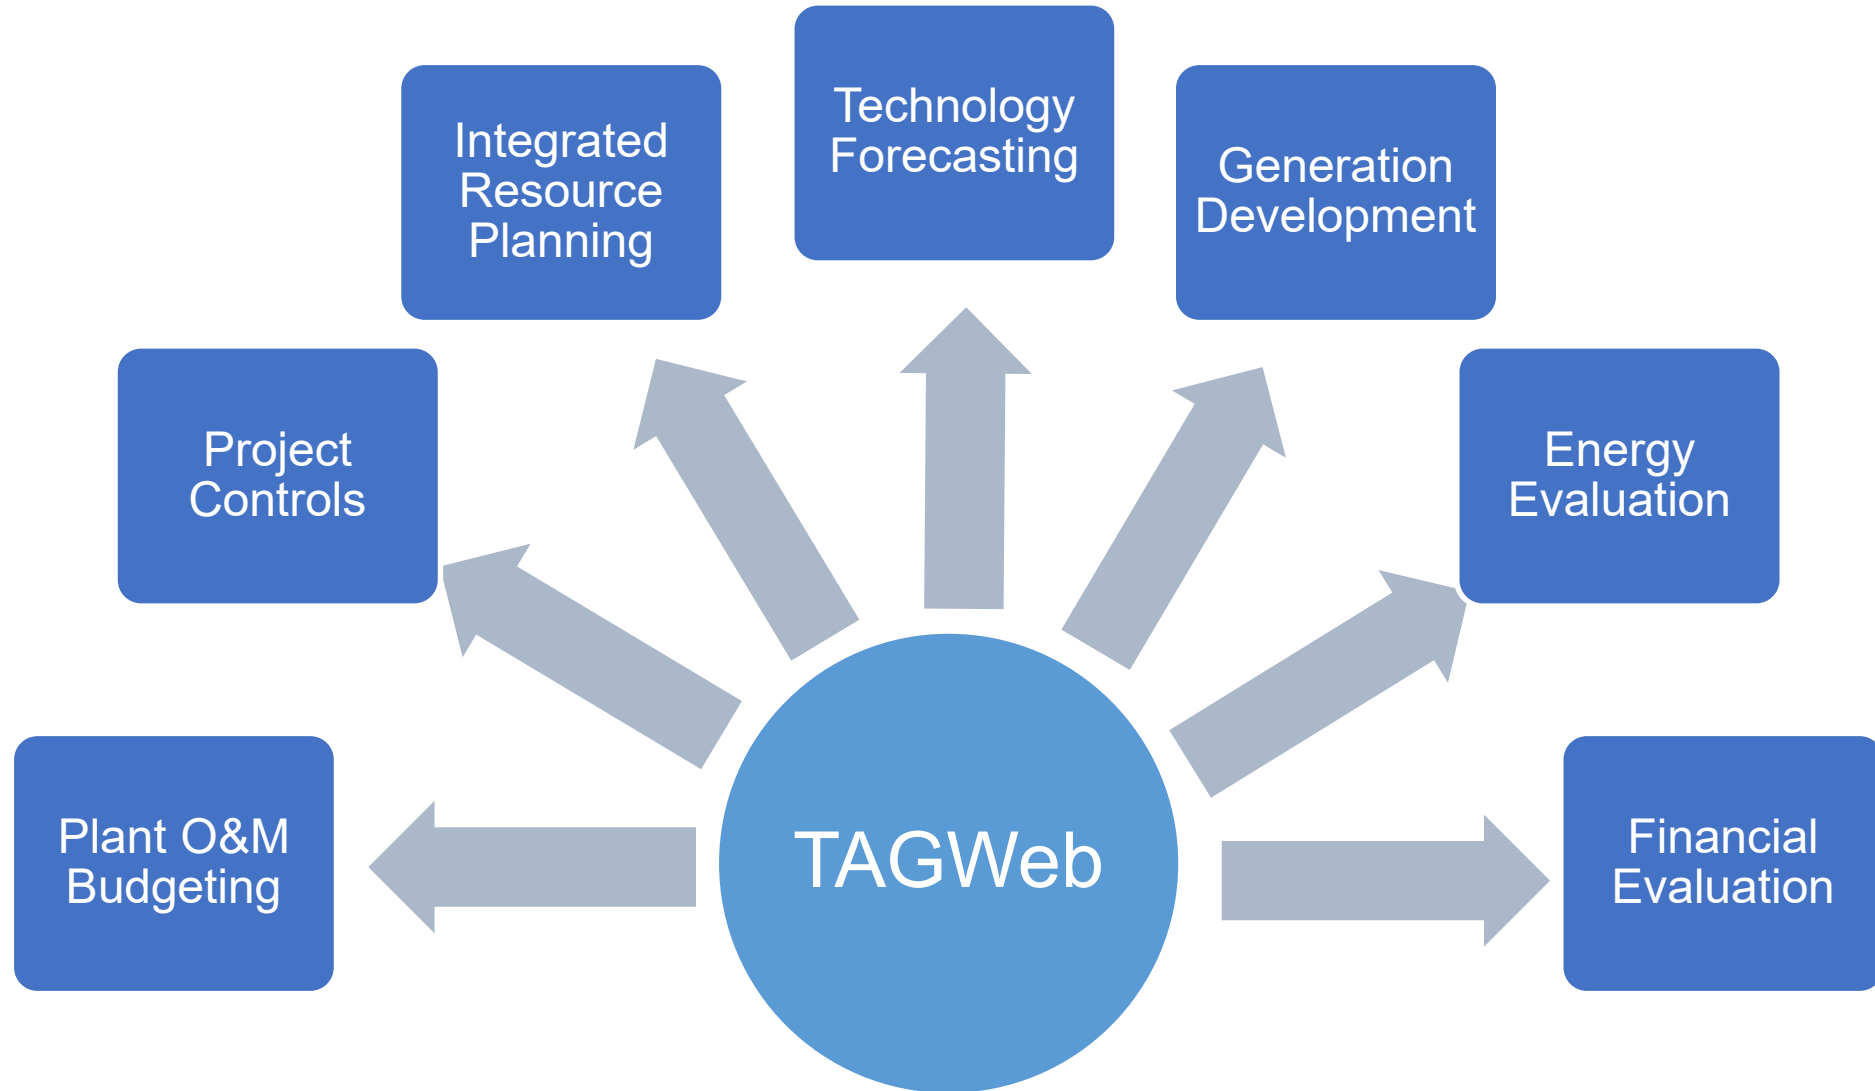 Technology
Forecasting
Integrated
Resource
Planning
Generation
Development
Project
Controls
Energy
Evaluation
Plant O&M
Budgeting
TAGWeb
Financial
Evaluation